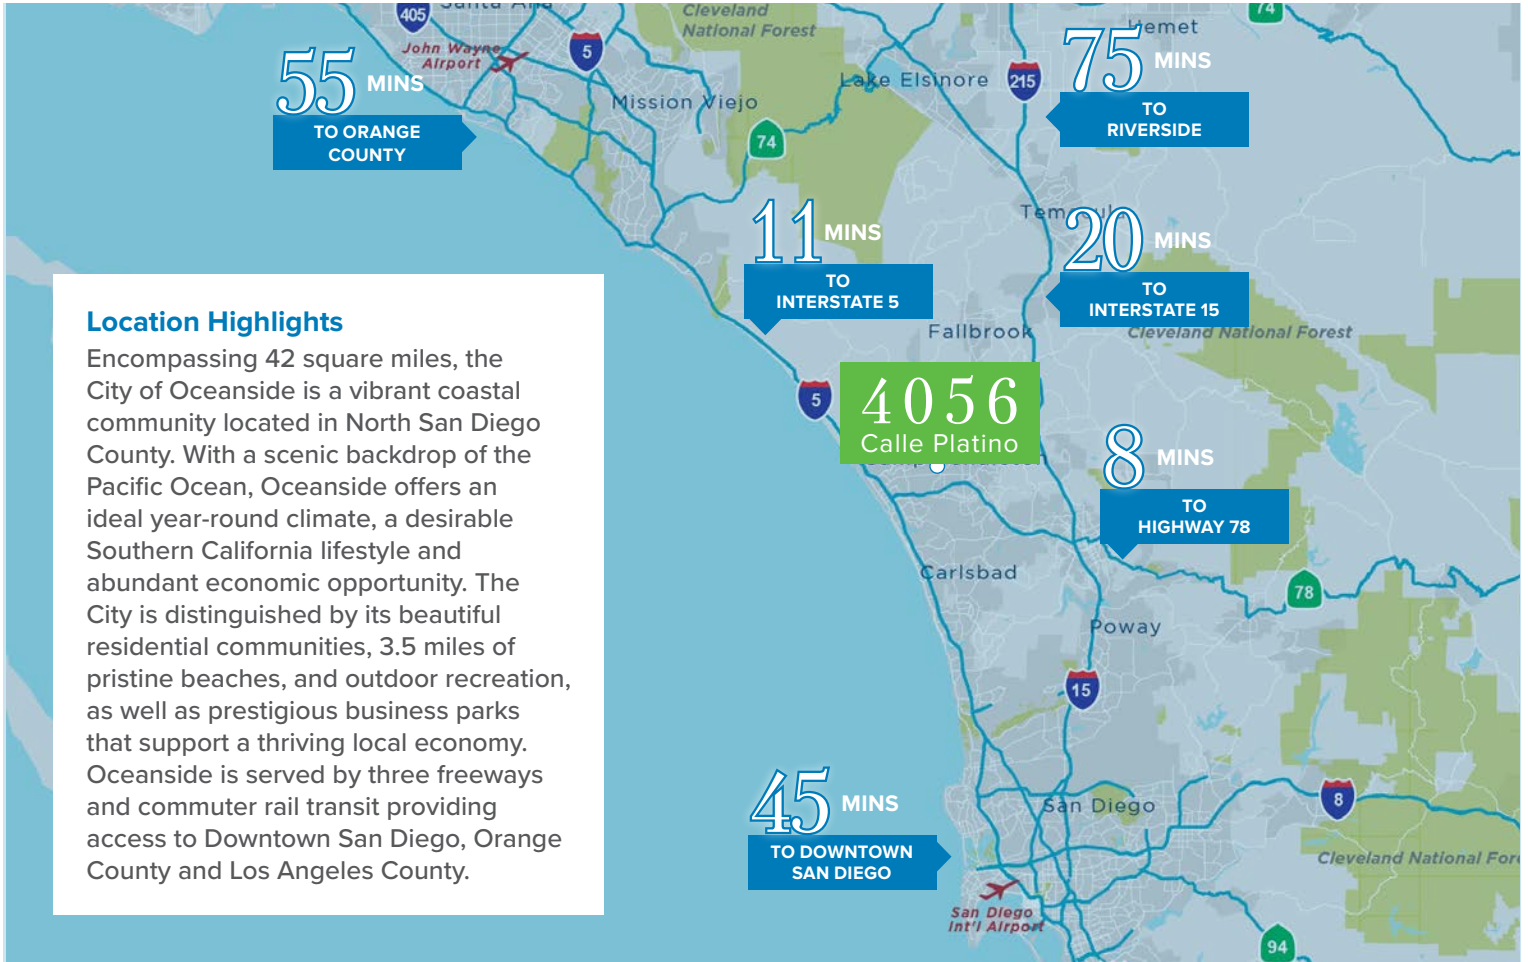 405
Santa Ana
Cleveland
National Forest
74
Hemet
John Wayne
Airport
5
55 MINS
TO ORANGE
COUNTY
Mission Viejo
Lake Elsinore
215
75 MINS
TO
RIVERSIDE
74
Temecula
11 MINS
TO
INTERSTATE 5
20 MINS
TO
INTERSTATE 15
Fallbrook
Cleveland National Forest
Location Highlights
Encompassing 42 square miles, the
City of Oceanside is a vibrant coastal
community located in North San Diego
County. With a scenic backdrop of the
Pacific Ocean, Oceanside offers an
ideal year-round climate, a desirable
Southern California lifestyle and
abundant economic opportunity. The
City is distinguished by its beautiful
residential communities, 3.5 miles of
pristine beaches, and outdoor recreation,
as well as prestigious business parks
that support a thriving local economy.
Oceanside is served by three freeways
and commuter rail transit providing
access to Downtown San Diego, Orange
County and Los Angeles County.
5
4056
Calle Platino
8 MINS
TO
HIGHWAY 78
Carlsbad
78
Poway
15
45 MINS
TO DOWNTOWN
SAN DIEGO
San Diego
8
Cleveland National For
San Diego
Int'l Airport
94